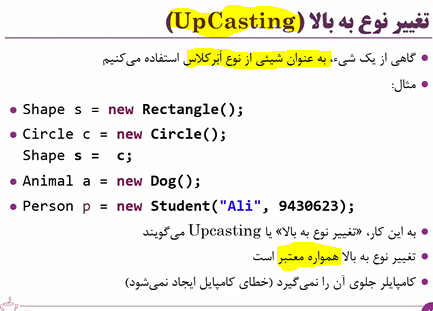 تغییر نوع به بالا (UpCasting)
گاهی از یک شیء، به عنوان شیئی از نوع اَبَرکلاس استفاده می‌کنیم
مثال:
Shape s = new Rectangle();
Circle c = new Circle();
Shape s = c;
Animal a = new Dog();
Person p = new Student("Ali", 9430623);
به این کار، «تغییر نوع به بالا» یا Upcasting می‌گویند
تغییر نوع به بالا همواره معتبر است
کامپایلر جلوی آن را نمی‌گیرد (خطای کامپایل ایجاد نمی‌شود)